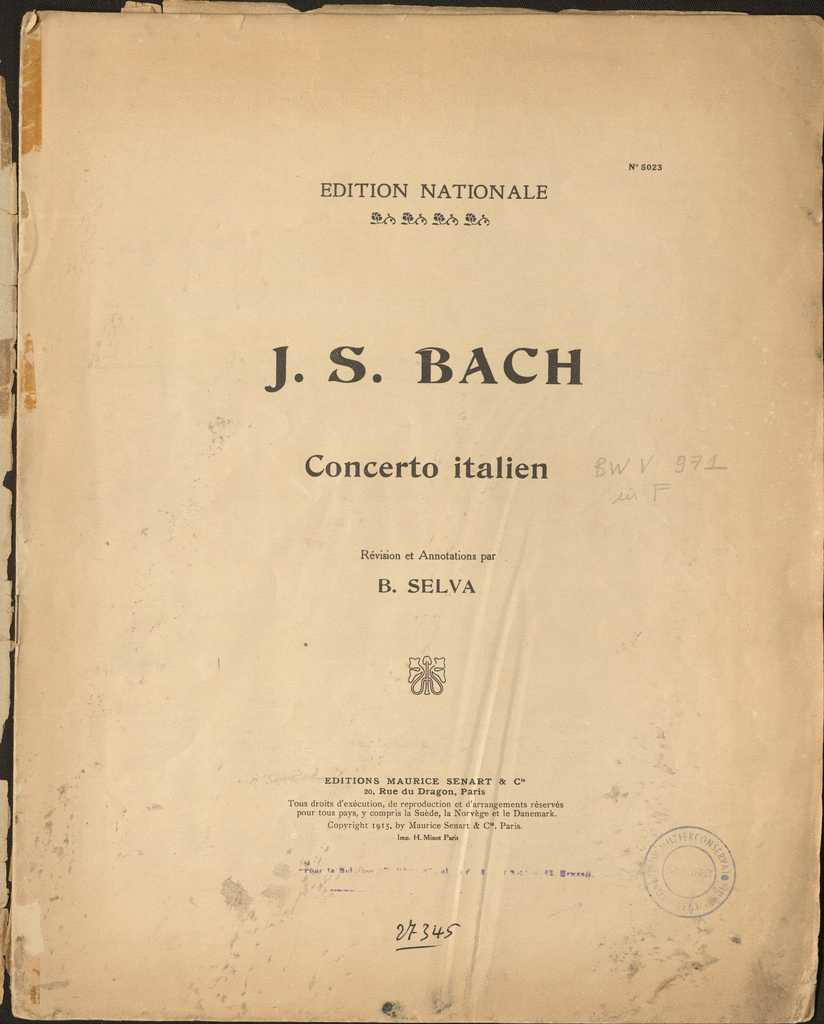 N° 5023
EDITION NATIONALE
J. S. BACH
Concerto italien
BWV 971
in F
Révision et Annotations par
B. SELVA
EDITIONS MAURICE SENART & Cie
20, Rue du Dragon, Paris
Tous droits d'exécution, de reproduction et d'arrangements réservés
pour tous pays, y compris la Suède, la Norvège et le Danemark.
Copyright 1915, by Maurice Senart & Cie, Paris.
Imp. H. Minot Paris
Pour la
27345